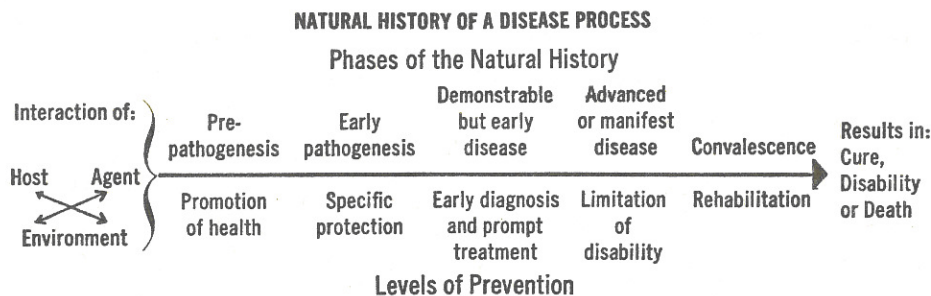 NATURAL HISTORY OF A DISEASE PROCESS
Phases of the Natural History
Interaction of:
Host Agent
Environment
Pre-
pathogenesis
Early
pathogenesis
Demonstrable
but early
disease
Advanced
or manifest
disease
Convalescence
Promotion
of health
Specific
protection
Early diagnosis
and prompt
treatment
Limitation
of
disability
Rehabilitation
Results in:
Cure,
Disability
or Death
Levels of Prevention